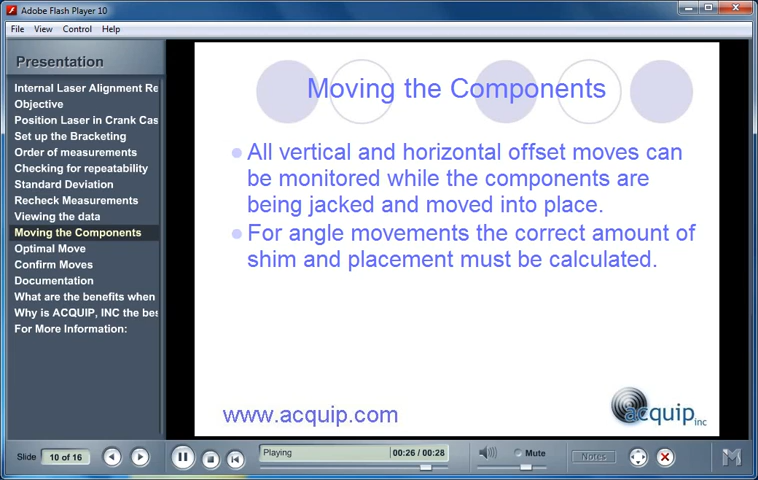 Adobe Flash Player 10
File View Control Help
Presentation
Internal Laser Alignment Re
Objective
Position Laser in Crank Cas
Set up the Bracketing
Order of measurements
Checking for repeatability
Standard Deviation
Recheck Measurements
Viewing the data
Moving the Components
Optimal Move
Confirm Moves
Documentation
What are the benefits when
Why is ACQUIP, INC the bes
For More Information:
Moving the Components
All vertical and horizontal offset moves can
be monitored while the components are
being jacked and moved into place.
For angle movements the correct amount of
shim and placement must be calculated.
www.acquip.com
acquip inc
Slide 10 of 16
Playing 00:26 / 00:28
Mute
Notes